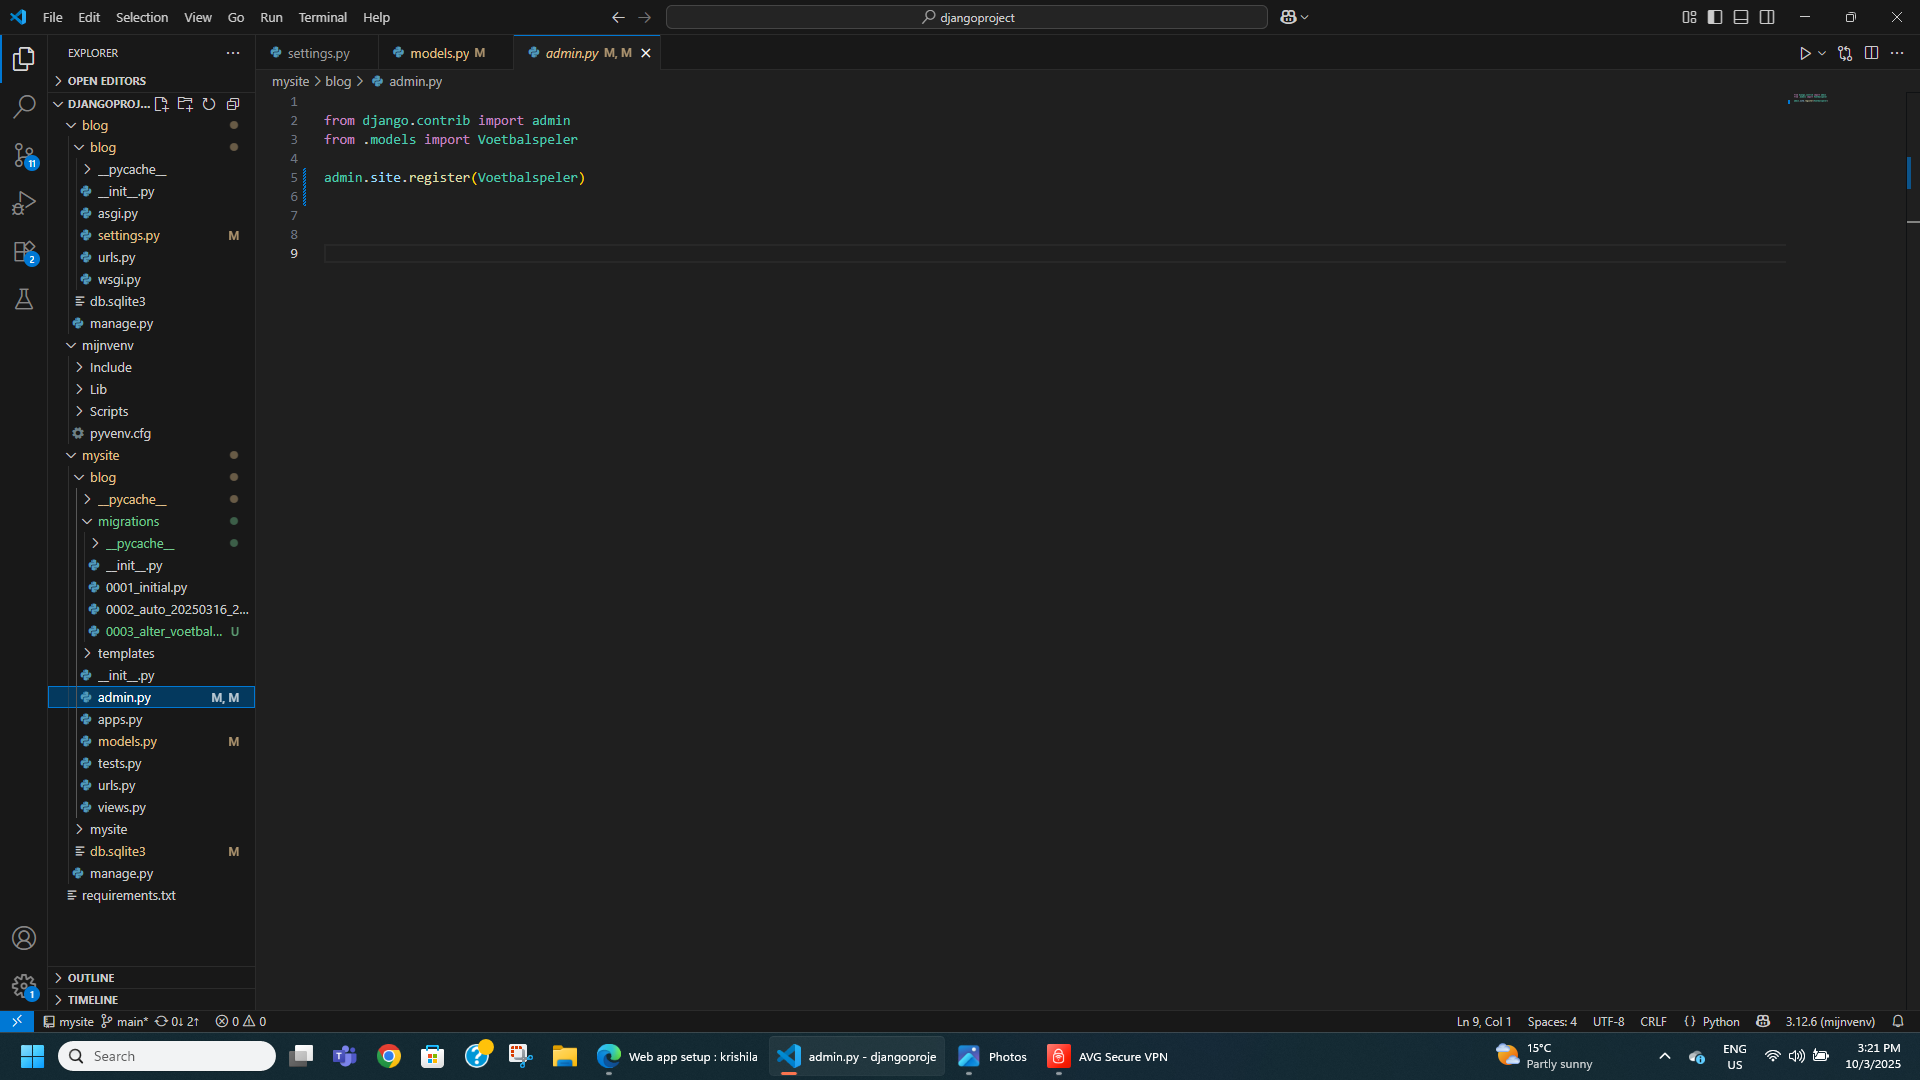 File Edit Selection View Go Run Terminal Help
djangoproject
EXPLORER
settings.py
models.py M
admin.py M, M
OPEN EDITORS
DJANGOPROJ...
mysite > blog > admin.py
1
2 from django.contrib import admin
3 from .models import Voetbalspeler
4
5 admin.site.register(Voetbalspeler)
6
7
8
9
blog
blog
__pycache__
__init__.py
asgi.py
settings.py M
urls.py
wsgi.py
db.sqlite3
manage.py
mijnvenv
Include
Lib
Scripts
pyvenv.cfg
mysite
blog
__pycache__
migrations
__pycache__
__init__.py
0001_initial.py
0002_auto_20250316_2...
0003_alter_voetbal... U
templates
__init__.py
admin.py M, M
apps.py
models.py M
tests.py
urls.py
views.py
mysite
db.sqlite3 M
manage.py
requirements.txt
11
2
1
OUTLINE
TIMELINE
mysite main* 0↓ 2↑ 0 0
Ln 9, Col 1 Spaces: 4 UTF-8 CRLF {} Python 3.12.6 (mijnvenv)
Search
Web app setup : krishila
admin.py - djangoproje
Photos
AVG Secure VPN
15°C
Partly sunny
ENG
US
3:21 PM
10/3/2025